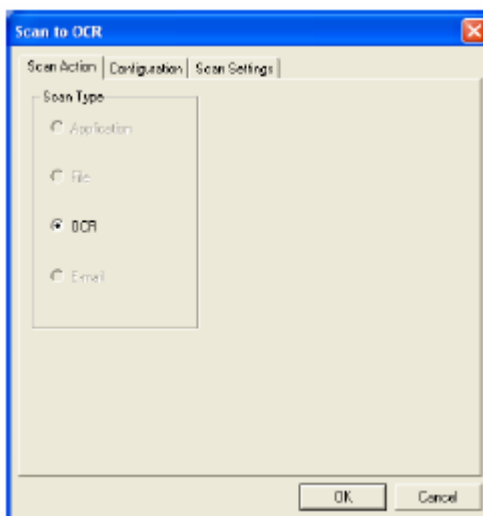 Scan to OCR
Scan Action Configuration Scan Settings
Scan Type
Application
File
OCR
E-mail
OK Cancel